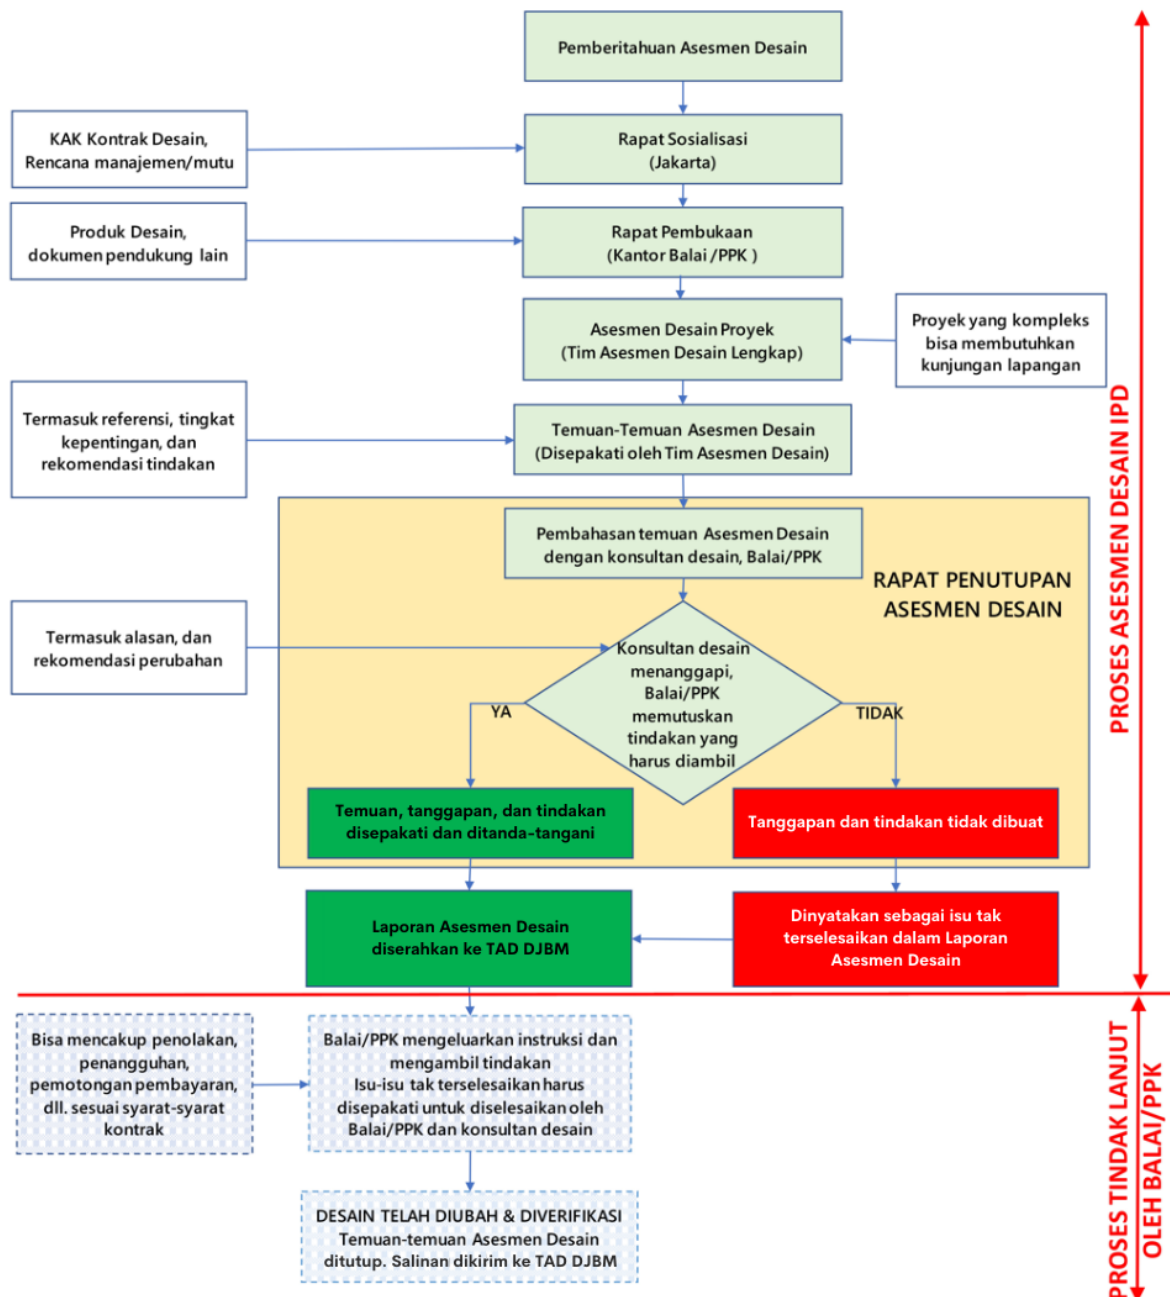 Pemberitahuan Asesmen Desain
KAK Kontrak Desain,
Rencana manajemen/mutu
Rapat Sosialisasi
(Jakarta)
Produk Desain,
dokumen pendukung lain
Rapat Pembukaan
(Kantor Balai /PPK )
Asesmen Desain Proyek
(Tim Asesmen Desain Lengkap)
Proyek yang kompleks
bisa membutuhkan
kunjungan lapangan
Termasuk referensi, tingkat
kepentingan, dan
rekomendasi tindakan
Temuan-Temuan Asesmen Desain
(Disepakati oleh Tim Asesmen Desain)
Pembahasan temuan Asesmen Desain
dengan konsultan desain, Balai/PPK
RAPAT PENUTUPAN
ASESMEN DESAIN
Termasuk alasan, dan
rekomendasi perubahan
Konsultan desain
menanggapi,
Balai/PPK
memutuskan
tindakan yang
harus diambil
YA
TIDAK
Temuan, tanggapan, dan tindakan
disepakati dan ditanda-tangani
Tanggapan dan tindakan tidak dibuat
Laporan Asesmen Desain
diserahkan ke TAD DJBM
Dinyatakan sebagai isu tak
terselesaikan dalam Laporan
Asesmen Desain
PROSES ASESMEN DESAIN IPD
Bisa mencakup penolakan,
penangguhan,
pemotongan pembayaran,
dll. sesuai syarat-syarat
kontrak
Balai/PPK mengeluarkan instruksi dan
mengambil tindakan
Isu-isu tak terselesaikan harus
disepakati untuk diselesaikan oleh
Balai/PPK dan konsultan desain
DESAIN TELAH DIUBAH & DIVERIFIKASI
Temuan-temuan Asesmen Desain
ditutup. Salinan dikirim ke TAD DJBM
PROSES TINDAK LANJUT
OLEH BALAI/PPK